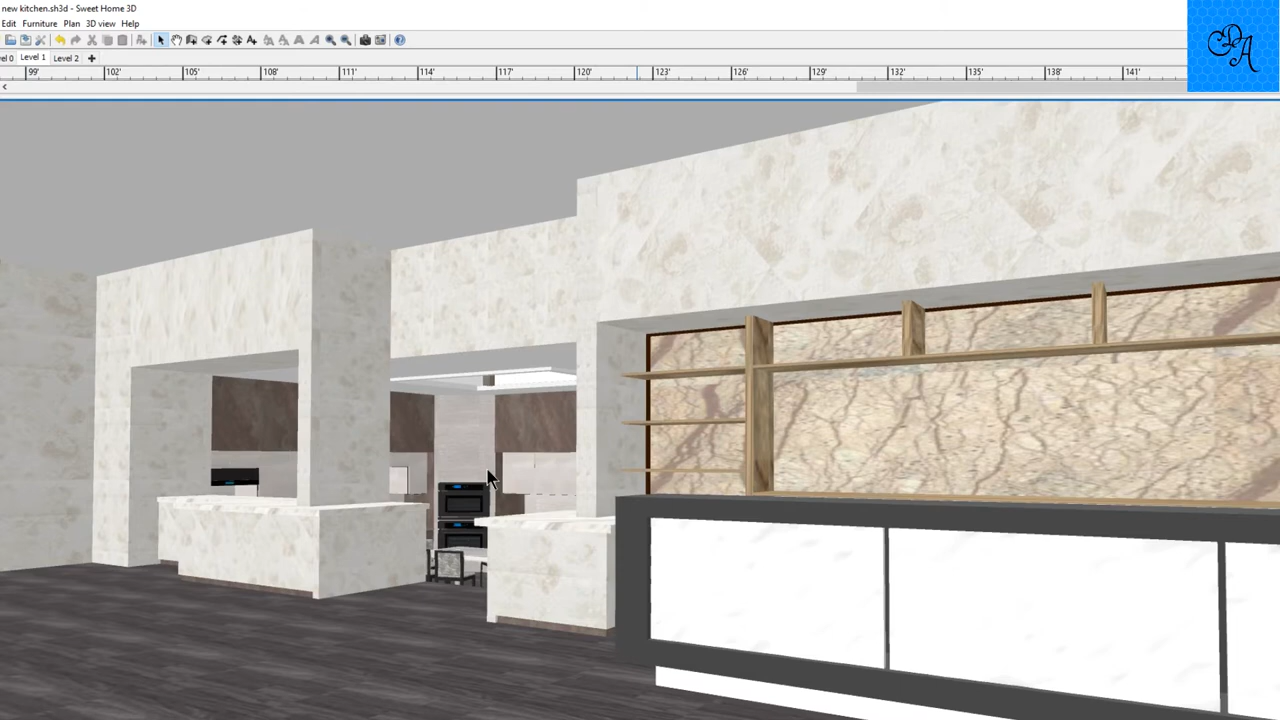 new kitchen.sh3d - Sweet Home 3D
Edit Furniture Plan 3D view Help
el 0 Level 1 Level 2
99' 102' 105' 108' 111' 114' 117' 120' 123' 126' 129' 132' 135' 138' 141'
DA